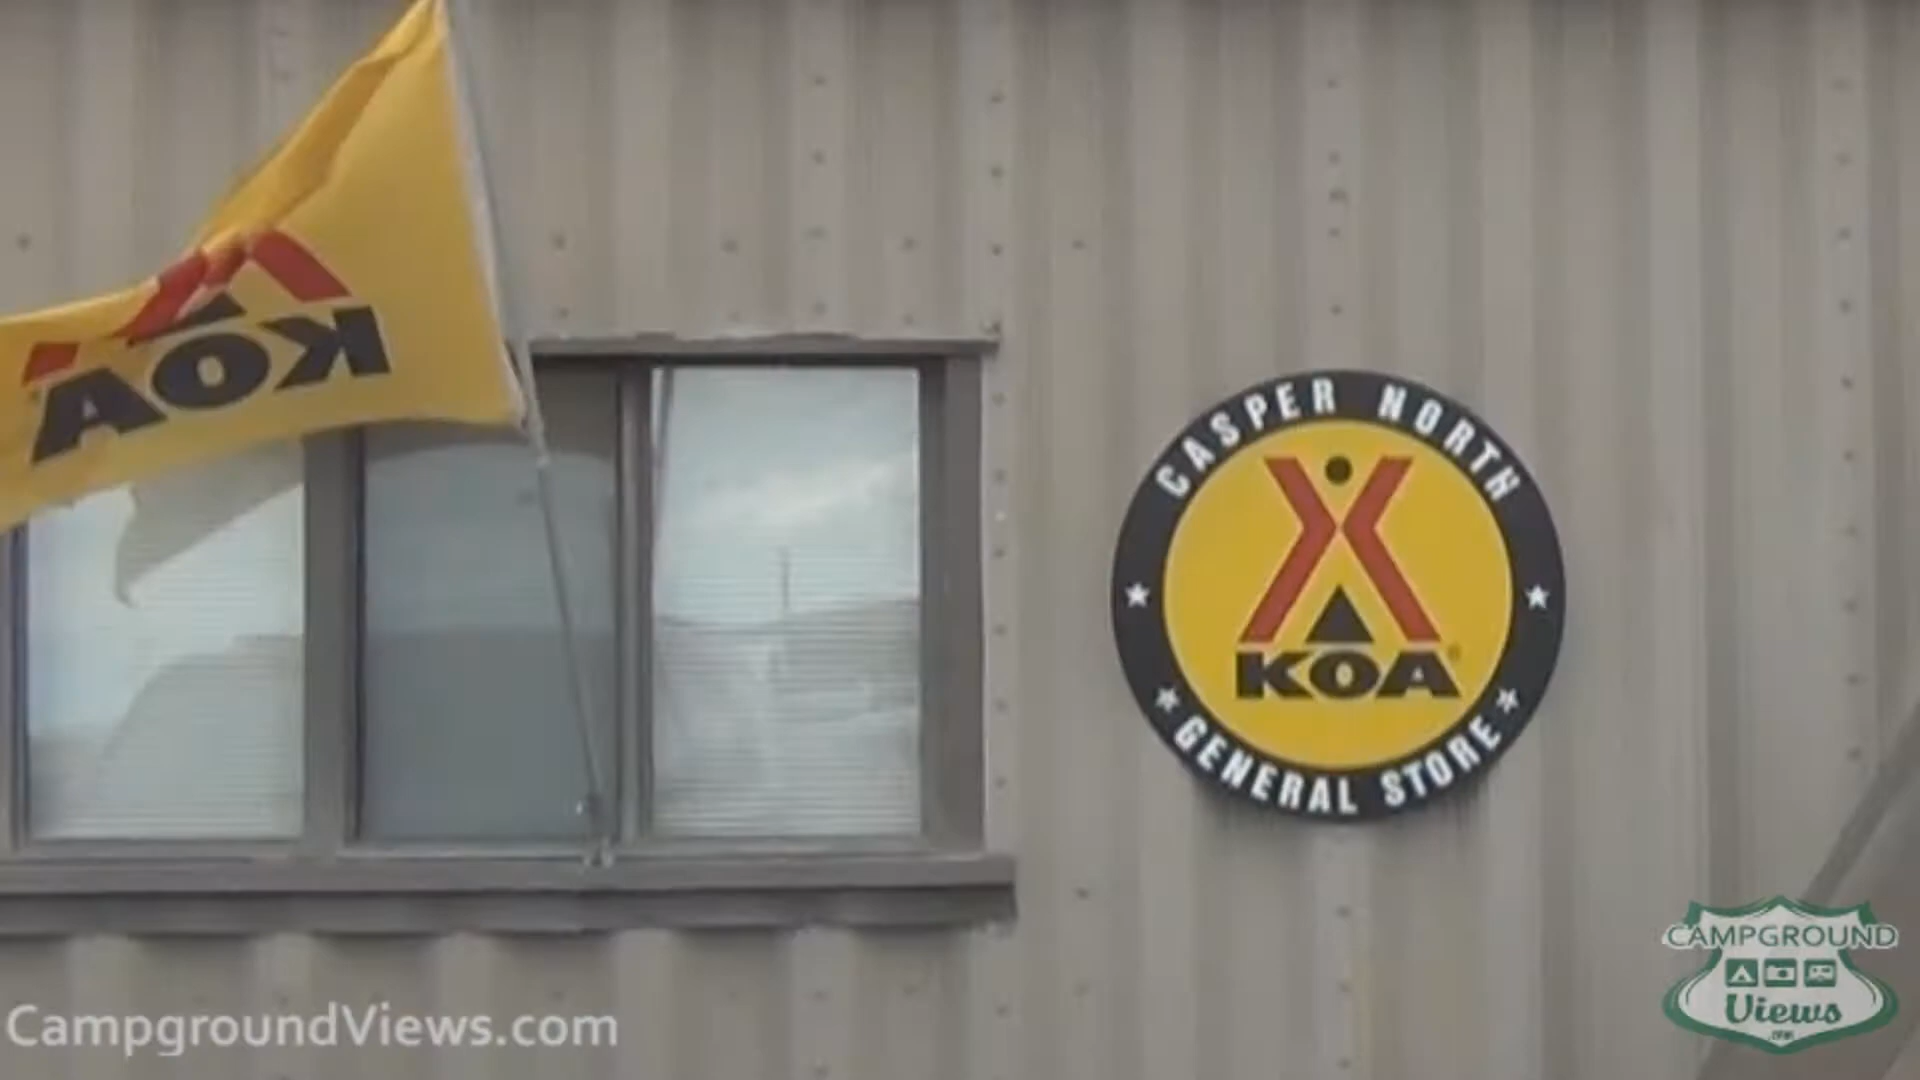 KOA
CASPER NORTH
KOA
GENERAL STORE
CampgroundViews.com
CAMPGROUND
Views